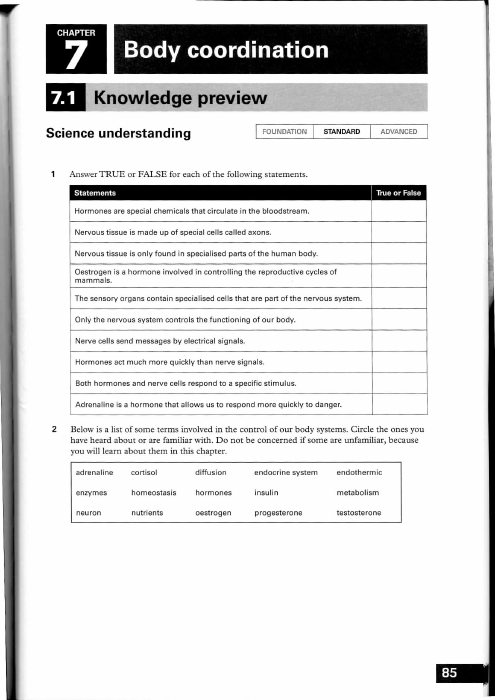 CHAPTER
7
Body coordination
7.1 Knowledge preview
Science understanding
FOUNDATION STANDARD ADVANCED
1 Answer TRUE or FALSE for each of the following statements.
Statements True or False
Hormones are special chemicals that circulate in the bloodstream.
Nervous tissue is made up of special cells called axons.
Nervous tissue is only found in specialised parts of the human body.
Oestrogen is a hormone involved in controlling the reproductive cycles of
mammals.
The sensory organs contain specialised cells that are part of the nervous system.
Only the nervous system controls the functioning of our body.
Nerve cells send messages by electrical signals.
Hormones act much more quickly than nerve signals.
Both hormones and nerve cells respond to a specific stimulus.
Adrenaline is a hormone that allows us to respond more quickly to danger.
2 Below is a list of some terms involved in the control of our body systems. Circle the ones you
have heard about or are familiar with. Do not be concerned if some are unfamiliar, because
you will learn about them in this chapter.
adrenaline cortisol diffusion endocrine system endothermic
enzymes homeostasis hormones insulin metabolism
neuron nutrients oestrogen progesterone testosterone
85